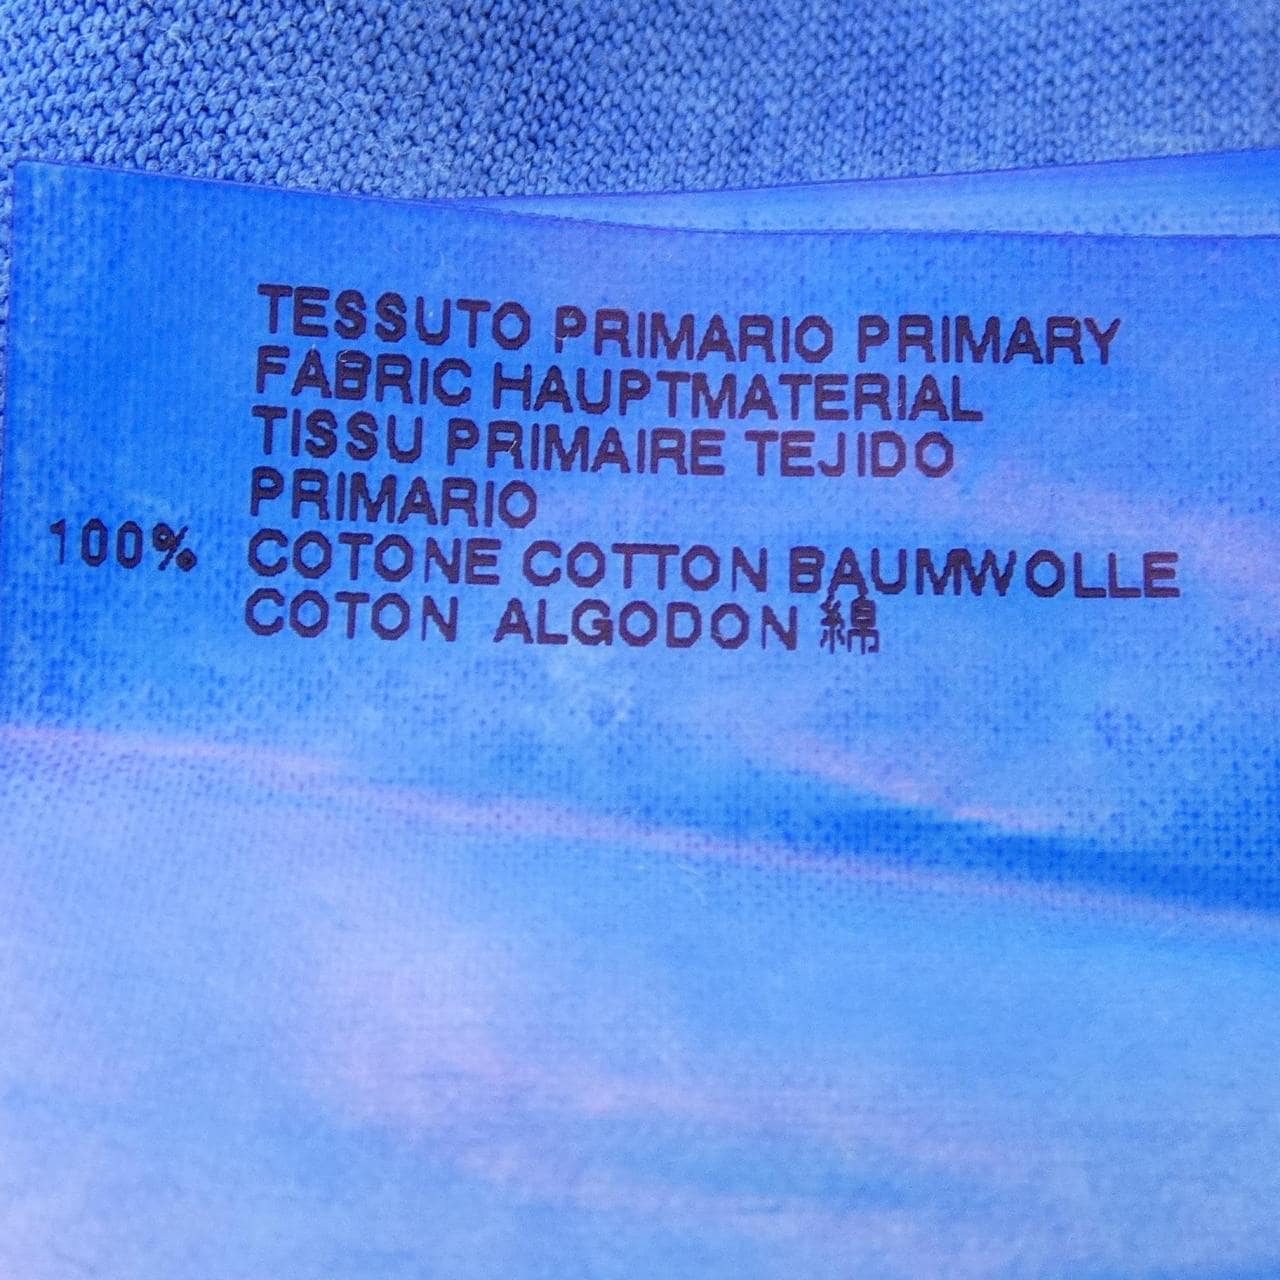 TESSUTO PRIMARIO PRIMARY
FABRIC HAUPTMATERIAL
TISSU PRIMAIRE TEJIDO
PRIMARIO
100% COTONE COTTON BAUMWOLLE
COTON ALGODON 綿